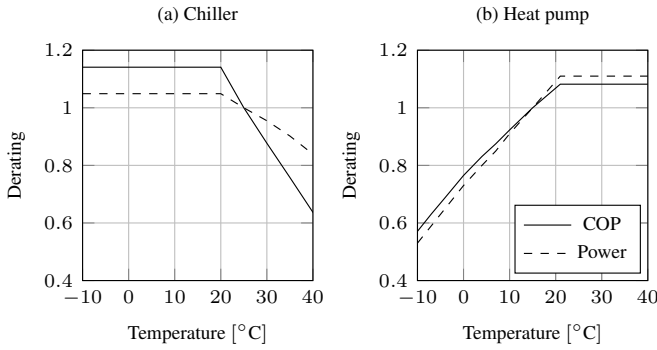 (a) Chiller
(b) Heat pump
1.2
1
0.8
0.6
0.4
Derating
−10 0 10 20 30 40
Temperature [°C]
1.2
1
0.8
0.6
0.4
Derating
COP
Power
−10 0 10 20 30 40
Temperature [°C]